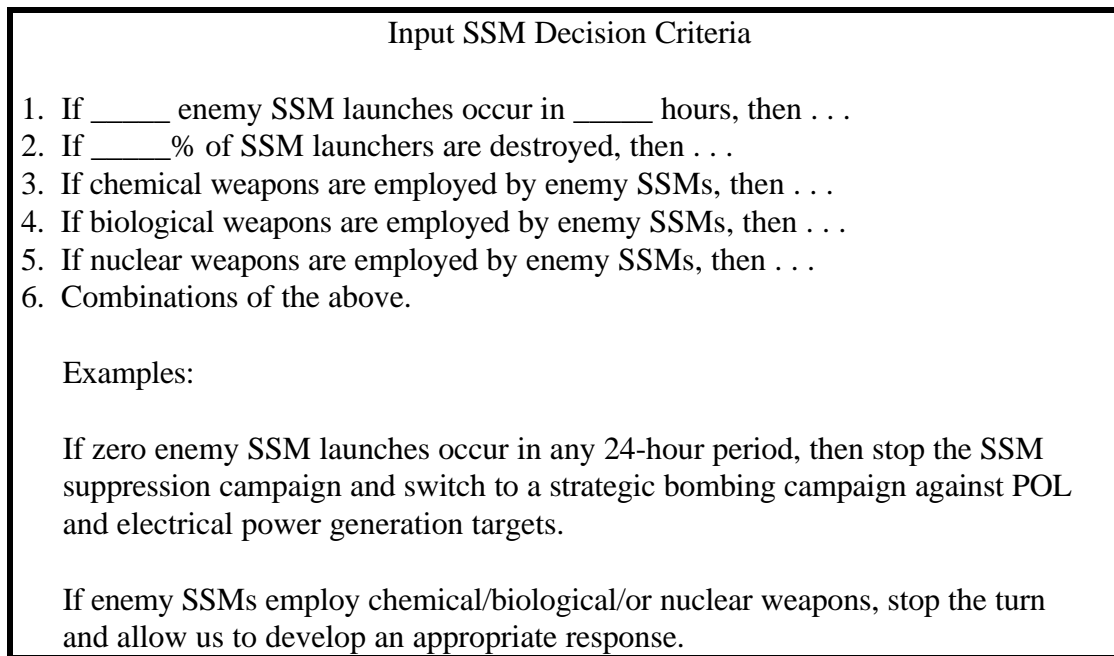 Input SSM Decision Criteria
1. If _____ enemy SSM launches occur in _____ hours, then . . .
2. If _____% of SSM launchers are destroyed, then . . .
3. If chemical weapons are employed by enemy SSMs, then . . .
4. If biological weapons are employed by enemy SSMs, then . . .
5. If nuclear weapons are employed by enemy SSMs, then . . .
6. Combinations of the above.
Examples:
If zero enemy SSM launches occur in any 24-hour period, then stop the SSM
suppression campaign and switch to a strategic bombing campaign against POL
and electrical power generation targets.
If enemy SSMs employ chemical/biological/or nuclear weapons, stop the turn
and allow us to develop an appropriate response.